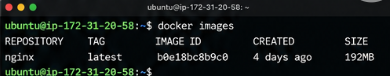 ubuntu@ip-172-31-20-58: ~
ubuntu@ip-172-31-20-58:~$ docker images
REPOSITORY TAG IMAGE ID CREATED SIZE
nginx latest b0e18bc8b9c0 4 days ago 192MB
ubuntu@ip-172-31-20-58:~$